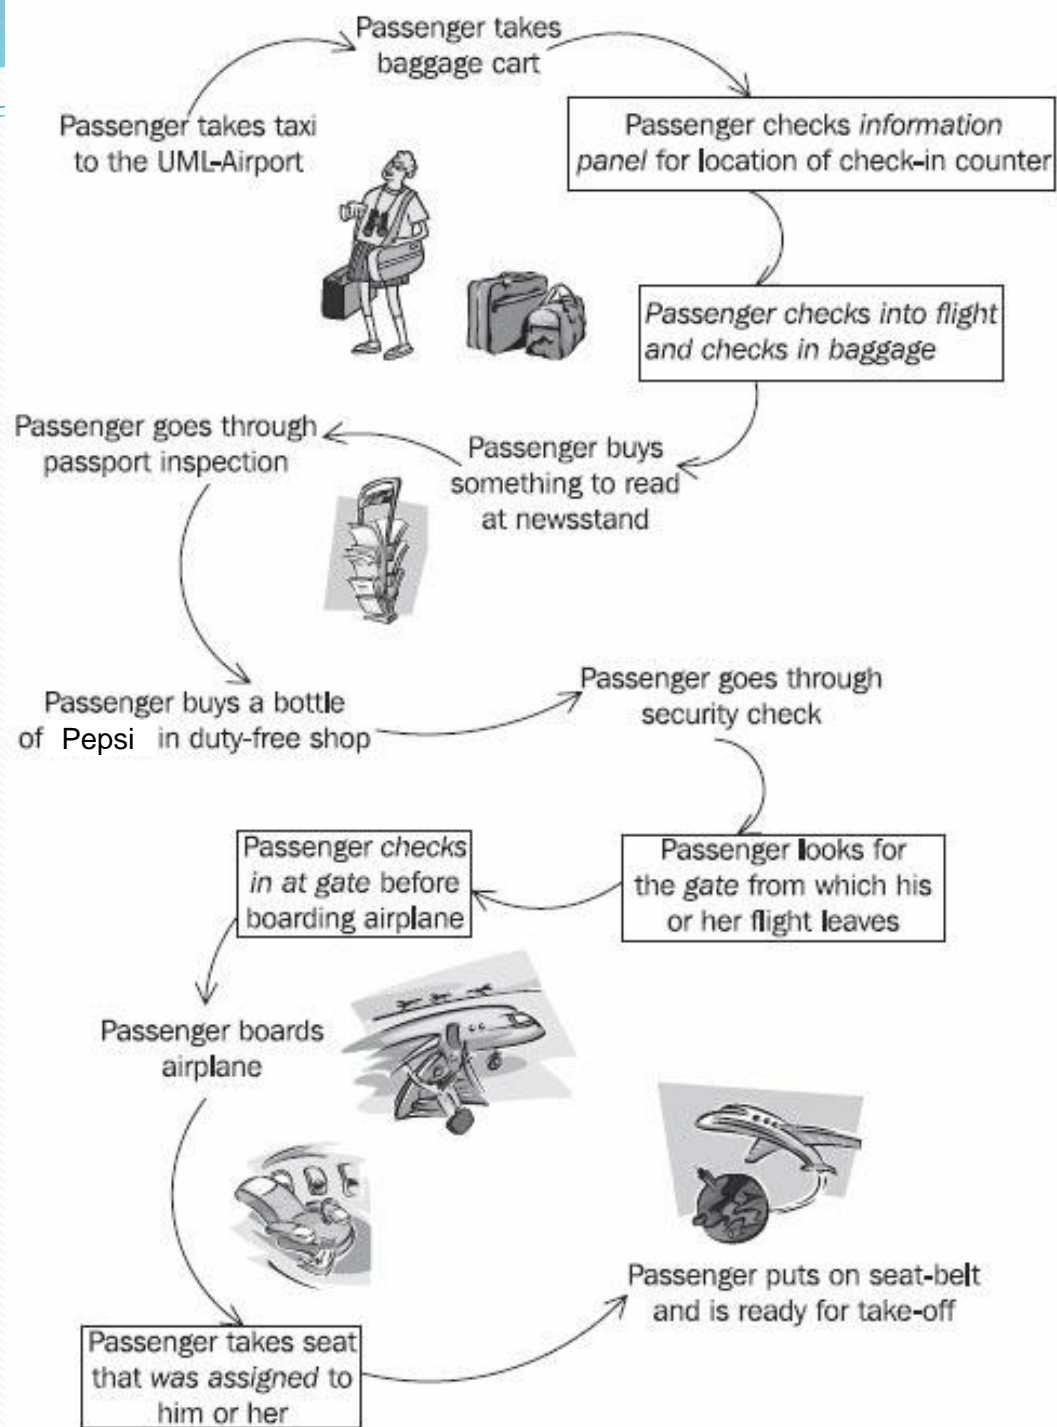 Passenger takes
baggage cart
Passenger takes taxi
to the UML-Airport
Passenger checks information
panel for location of check-in counter
Passenger checks into flight
and checks in baggage
Passenger buys
something to read
at newsstand
Passenger goes through
passport inspection
Passenger buys a bottle
of Pepsi in duty-free shop
Passenger goes through
security check
Passenger looks for
the gate from which his
or her flight leaves
Passenger checks
in at gate before
boarding airplane
Passenger boards
airplane
Passenger takes seat
that was assigned to
him or her
Passenger puts on seat-belt
and is ready for take-off